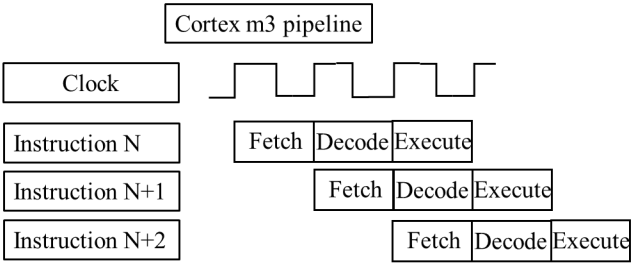 Cortex m3 pipeline
Clock
Instruction N
Fetch Decode Execute
Instruction N+1
Fetch Decode Execute
Instruction N+2
Fetch Decode Execute